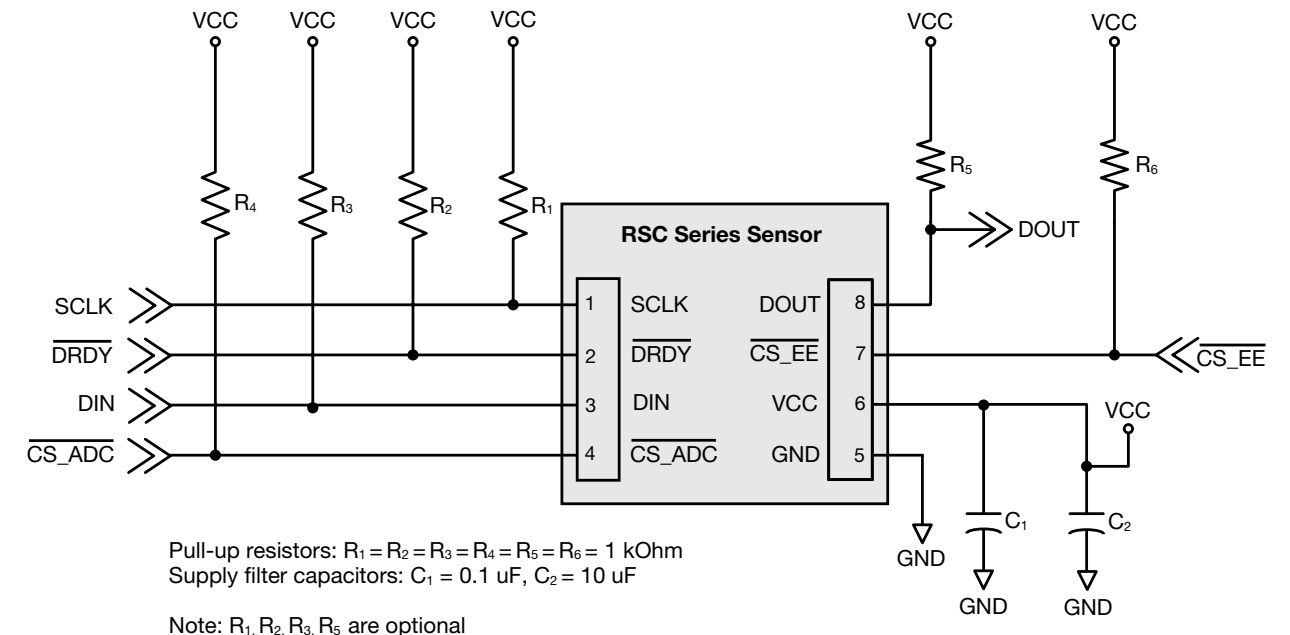 VCC VCC VCC VCC VCC VCC
R₄ R₃ R₂ R₁ R₅ R₆
RSC Series Sensor
DOUT
SCLK 1 SCLK DOUT 8
DRDY 2 DRDY CS_EE 7 CS_EE
DIN 3 DIN VCC 6 VCC
CS_ADC 4 CS_ADC GND 5
C₁ C₂
GND
GND GND
Pull-up resistors: R₁ = R₂ = R₃ = R₄ = R₅ = R₆ = 1 kOhm
Supply filter capacitors: C₁ = 0.1 uF, C₂ = 10 uF
Note: R₁, R₂, R₃, R₅ are optional